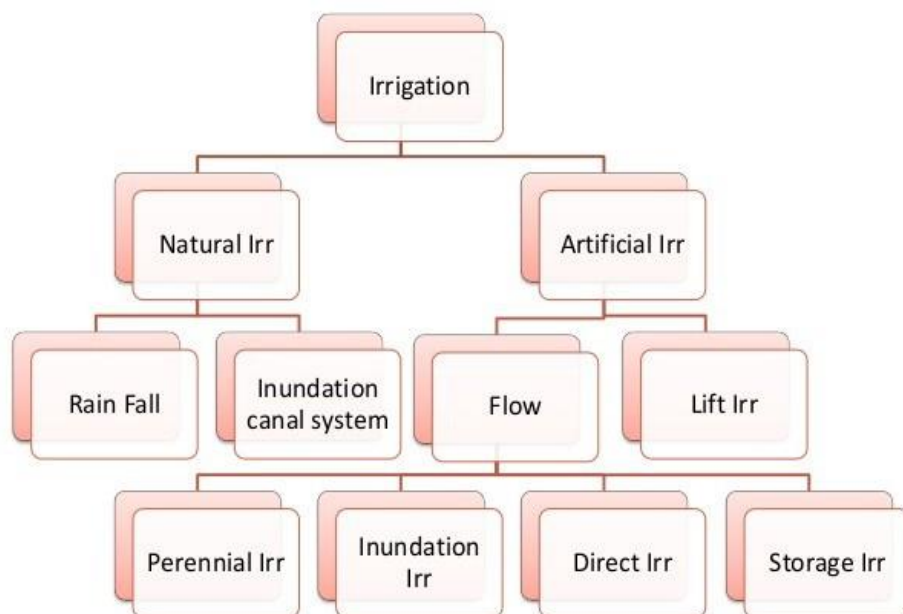 Irrigation
Natural Irr
Artificial Irr
Rain Fall
Inundation
canal system
Flow
Lift Irr
Perennial Irr
Inundation
Irr
Direct Irr
Storage Irr